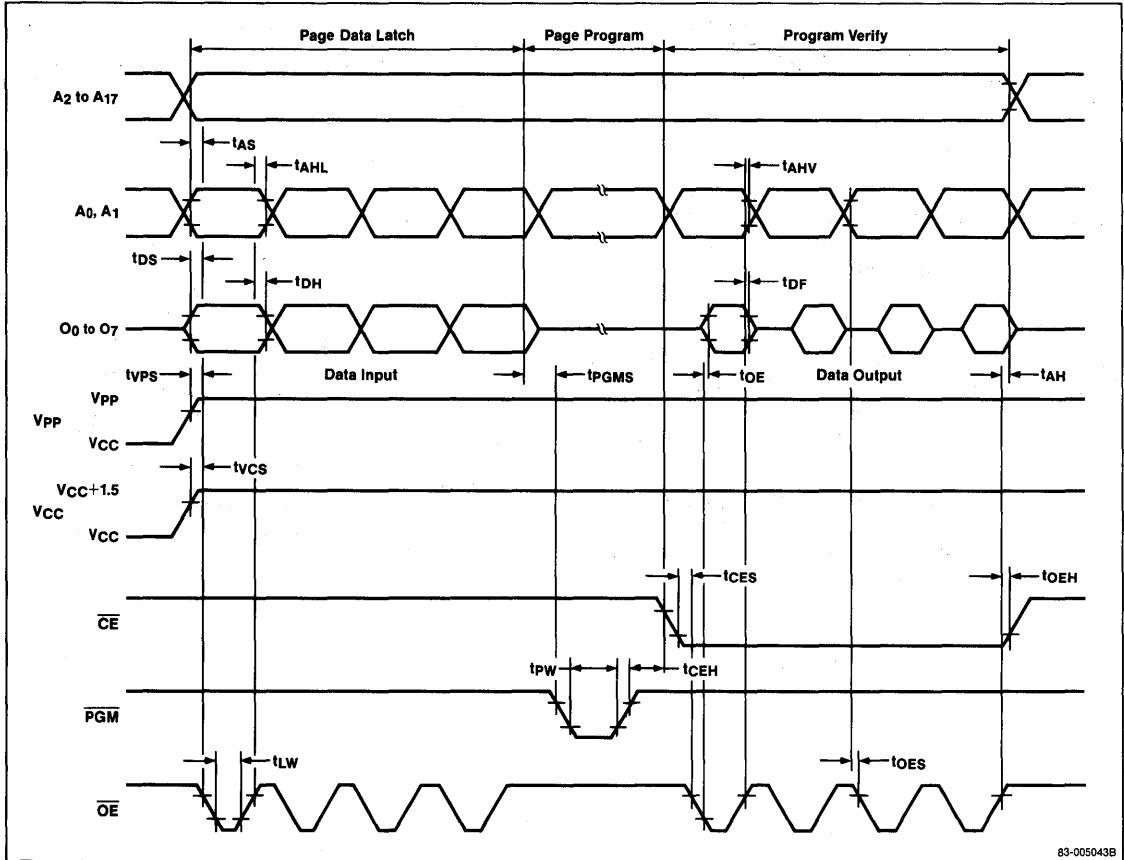 Page Data Latch Page Program Program Verify
A2 to A17
tAS
tAHL tAHV
A0, A1
tDS
tDH tDF
O0 to O7
tVPS Data Input tPGMS tOE Data Output tAH
VPP
VPP
VCC
tVCS
VCC+1.5
VCC
VCC
tCES tOEH
CE
tPW tCEH
PGM
tLW tOES
OE
83-005043B